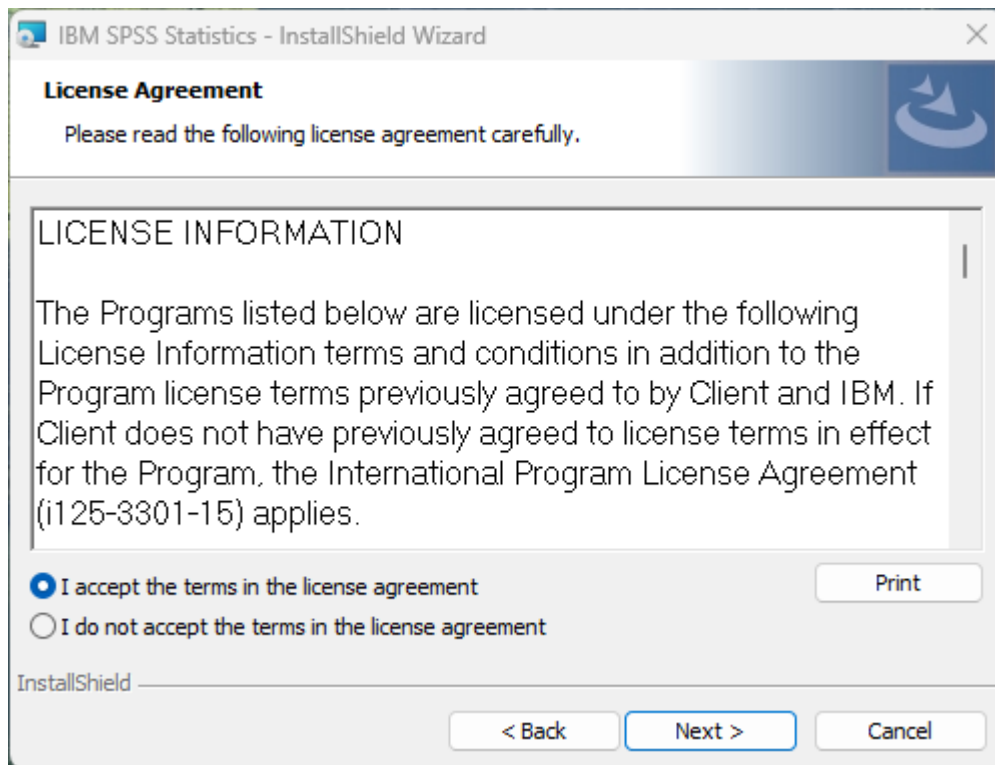 IBM SPSS Statistics - InstallShield Wizard
License Agreement
Please read the following license agreement carefully.
LICENSE INFORMATION
The Programs listed below are licensed under the following
License Information terms and conditions in addition to the
Program license terms previously agreed to by Client and IBM. If
Client does not have previously agreed to license terms in effect
for the Program, the International Program License Agreement
(i125-3301-15) applies.
I accept the terms in the license agreement
Print
I do not accept the terms in the license agreement
InstallShield
< Back
Next >
Cancel